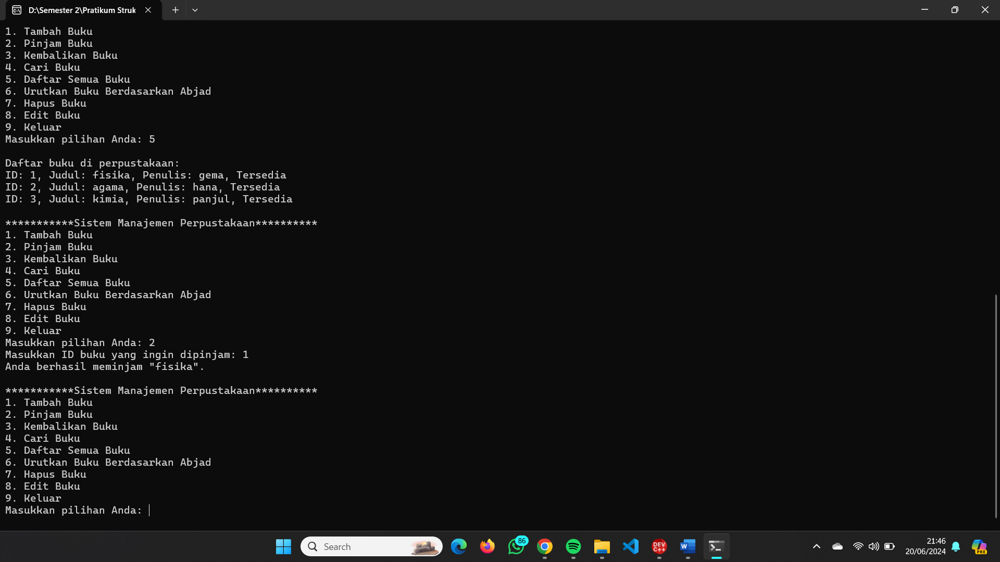 D:\Semester 2\Pratikum Struk
1. Tambah Buku
2. Pinjam Buku
3. Kembalikan Buku
4. Cari Buku
5. Daftar Semua Buku
6. Urutkan Buku Berdasarkan Abjad
7. Hapus Buku
8. Edit Buku
9. Keluar
Masukkan pilihan Anda: 5
Daftar buku di perpustakaan:
ID: 1, Judul: fisika, Penulis: gema, Tersedia
ID: 2, Judul: agama, Penulis: hana, Tersedia
ID: 3, Judul: kimia, Penulis: panjul, Tersedia
***********Sistem Manajemen Perpustakaan**********
1. Tambah Buku
2. Pinjam Buku
3. Kembalikan Buku
4. Cari Buku
5. Daftar Semua Buku
6. Urutkan Buku Berdasarkan Abjad
7. Hapus Buku
8. Edit Buku
9. Keluar
Masukkan pilihan Anda: 2
Masukkan ID buku yang ingin dipinjam: 1
Anda berhasil meminjam "fisika".
***********Sistem Manajemen Perpustakaan**********
1. Tambah Buku
2. Pinjam Buku
3. Kembalikan Buku
4. Cari Buku
5. Daftar Semua Buku
6. Urutkan Buku Berdasarkan Abjad
7. Hapus Buku
8. Edit Buku
9. Keluar
Masukkan pilihan Anda:
Search
86
DEV
C++
W
21:46
20/06/2024
PRE